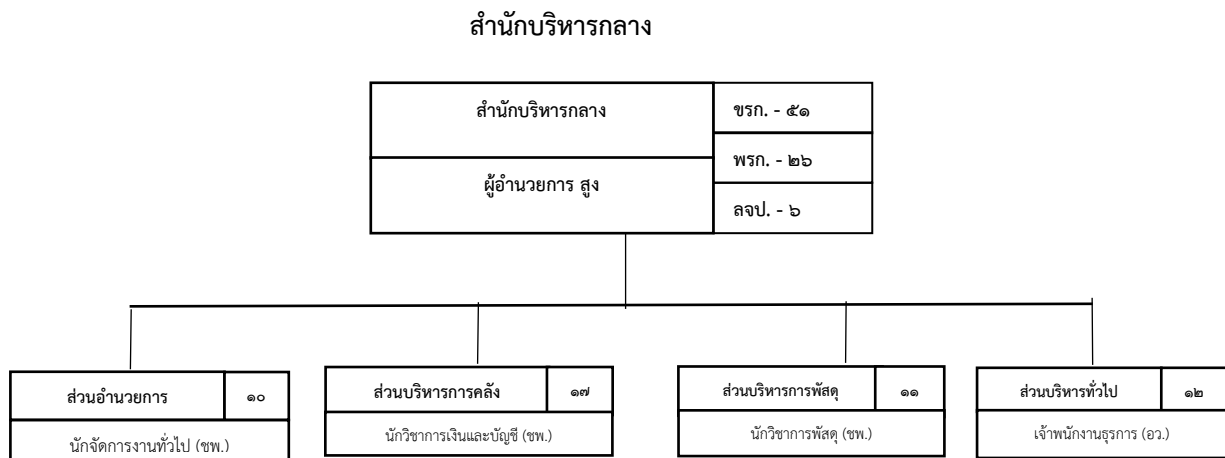 สำนักบริหารกลาง
สำนักบริหารกลาง
ขรก. - ๕๑
พรก. - ๒๖
ผู้อำนวยการ สูง
ลจป. - ๖
ส่วนอำนวยการ ๑๐
นักจัดการงานทั่วไป (ชพ.)
ส่วนบริหารการคลัง ๑๗
นักวิชาการเงินและบัญชี (ชพ.)
ส่วนบริหารการพัสดุ ๑๑
นักวิชาการพัสดุ (ชพ.)
ส่วนบริหารทั่วไป ๑๒
เจ้าพนักงานธุรการ (อว.)